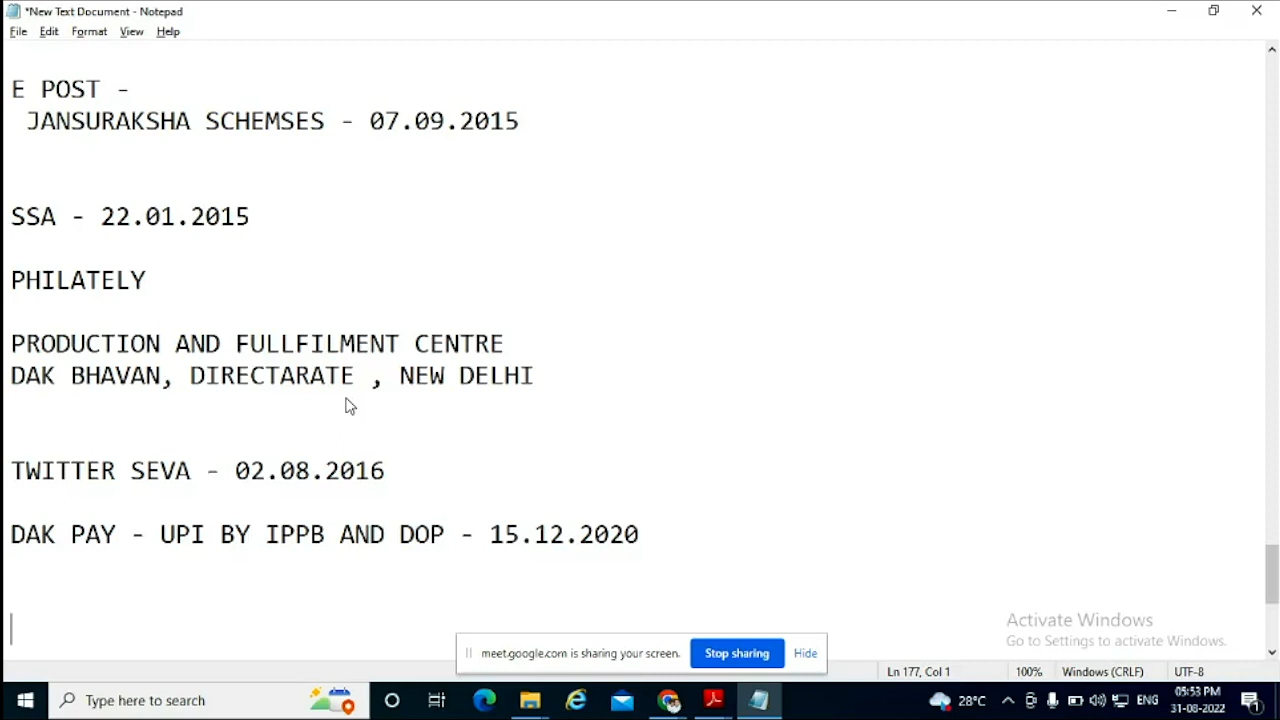 *New Text Document - Notepad
File Edit Format View Help
E POST -
JANSURAKSHA SCHEMSES - 07.09.2015
SSA - 22.01.2015
PHILATELY
PRODUCTION AND FULLFILMENT CENTRE
DAK BHAVAN, DIRECTARATE , NEW DELHI
TWITTER SEVA - 02.08.2016
DAK PAY - UPI BY IPPB AND DOP - 15.12.2020
Activate Windows
Go to Settings to activate Windows.
meet.google.com is sharing your screen. Stop sharing Hide
Ln 177, Col 1 100% Windows (CRLF) UTF-8
Type here to search 28°C ENG 05:53 PM 31-08-2022 1